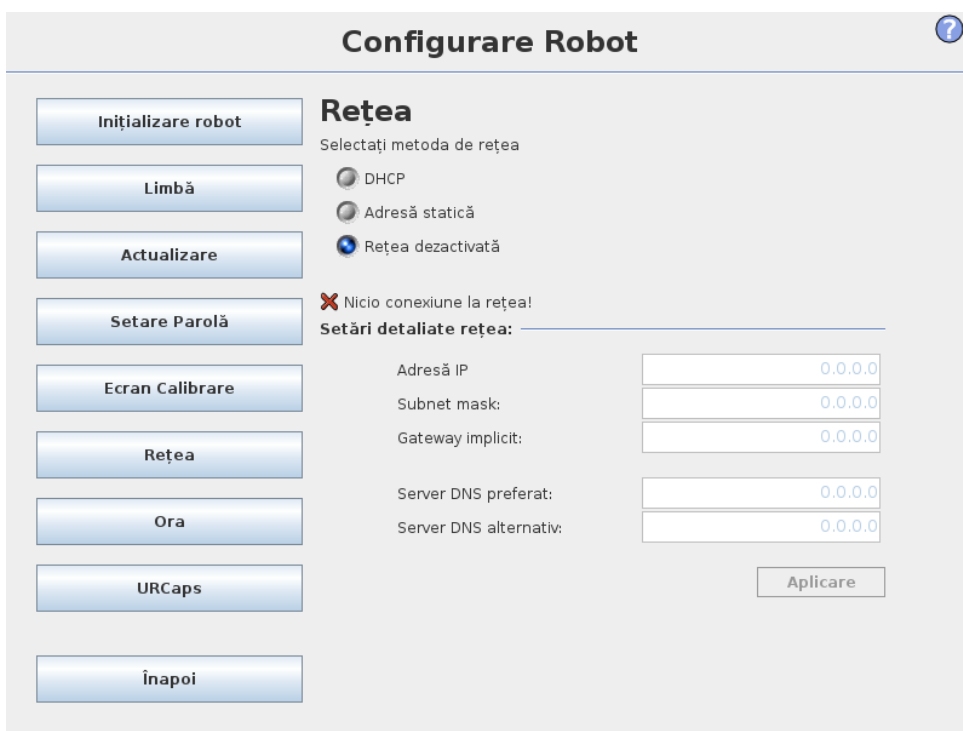 Configurare Robot
?
Inițializare robot
Limbă
Actualizare
Setare Parolă
Ecran Calibrare
Rețea
Ora
URCaps
Înapoi
Rețea
Selectați metoda de rețea
DHCP
Adresă statică
Rețea dezactivată
Nicio conexiune la rețea!
Setări detaliate rețea:
Adresă IP 0.0.0.0
Subnet mask: 0.0.0.0
Gateway implicit: 0.0.0.0
Server DNS preferat: 0.0.0.0
Server DNS alternativ: 0.0.0.0
Aplicare